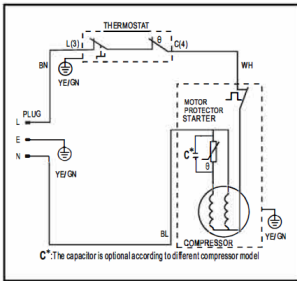 THERMOSTAT
L(3)
θ
C(4)
BN
YE/GN
WH
PLUG
L
E
N
YE/GN
MOTOR
PROTECTOR
STARTER
C*
θ
BL
YE/GN
COMPRESSOR
C*:The capacitor is optional according to different compressor model